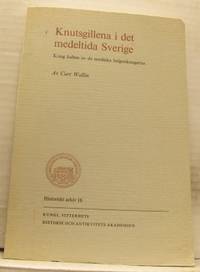 Knutsgillena i det
medeltida Sverige
Kring kulten av de nordiska helgonkungarna
Av Curt Wallin
Historiskt arkiv 16
KUNGL. VITTERHETS
HISTORIE OCH ANTIKVITETS AKADEMIEN